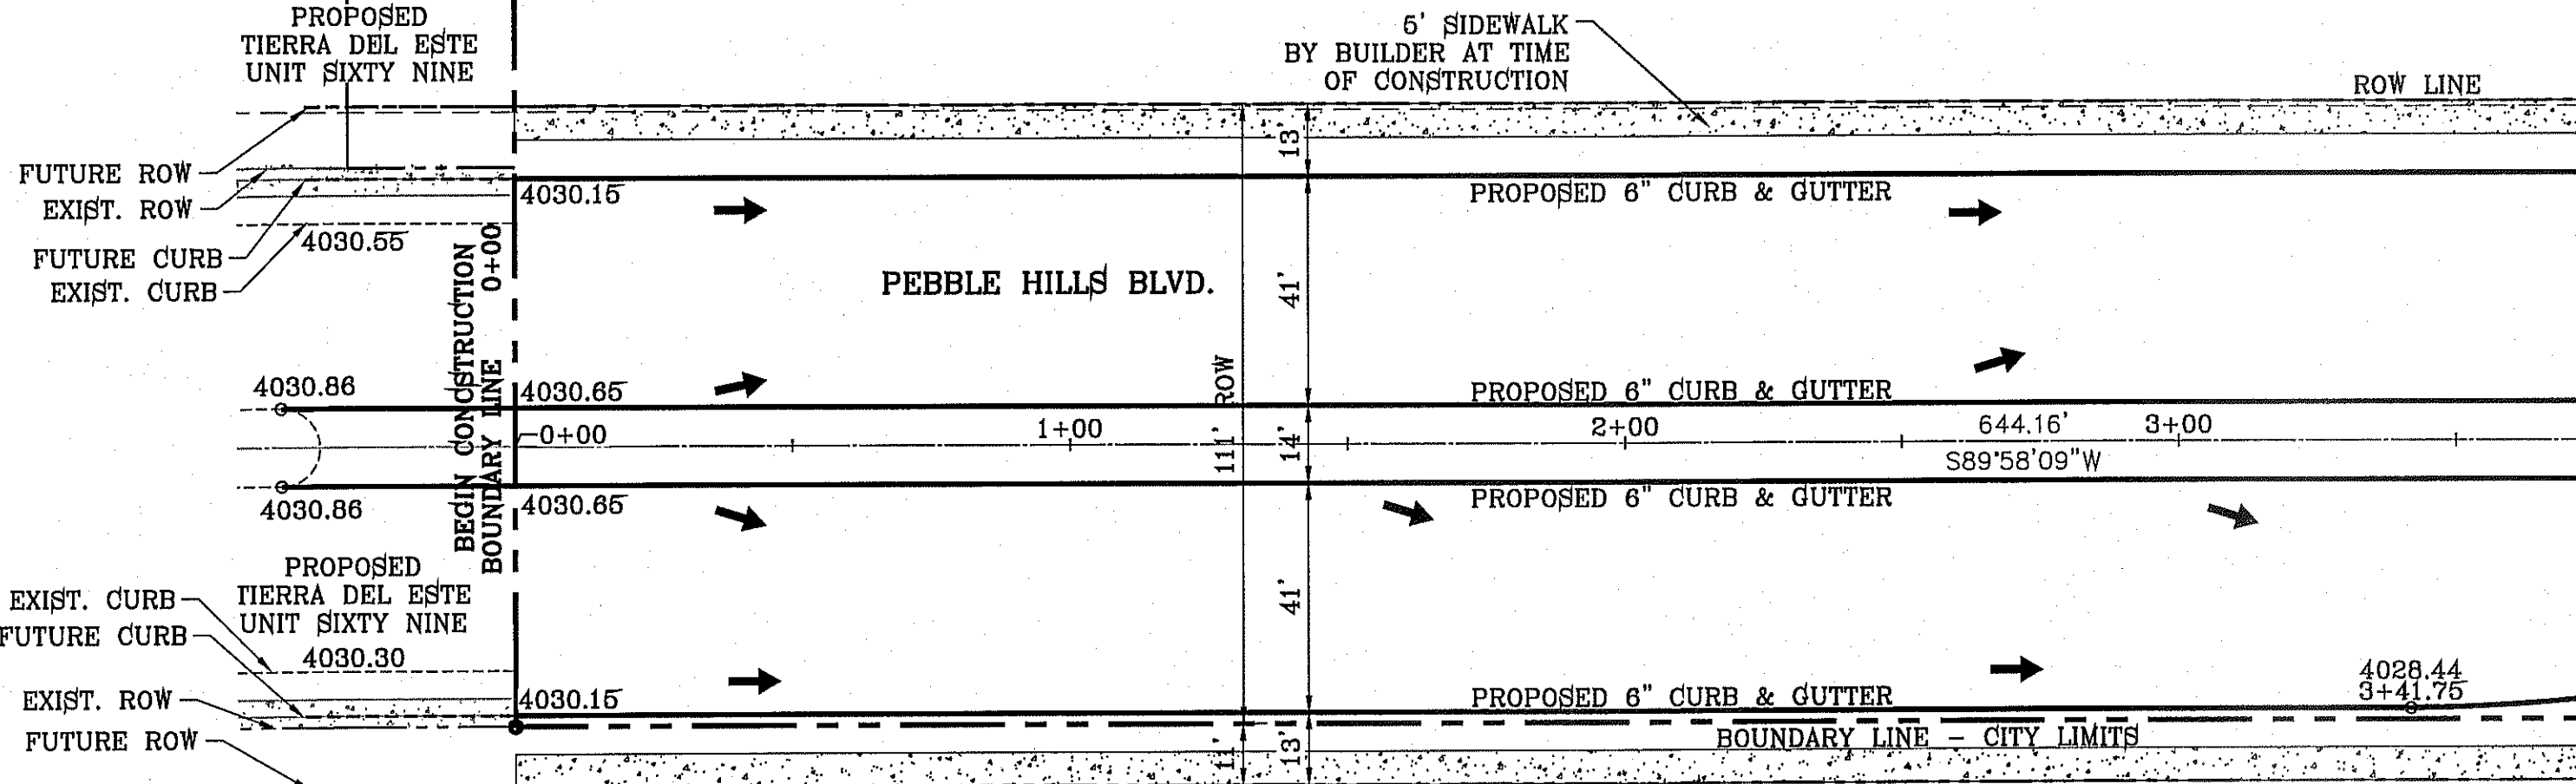 PROPOSED
TIERRA DEL ESTE
UNIT SIXTY NINE
5' SIDEWALK
BY BUILDER AT TIME
OF CONSTRUCTION
ROW LINE
FUTURE ROW
EXIST. ROW
FUTURE CURB
EXIST. CURB
4030.55
4030.15
13'
PROPOSED 6" CURB & GUTTER
BEGIN CONCSTRUCTION
BOUNDARY LINE 0+00
PEBBLE HILLS BLVD.
41'
4030.86
4030.65
PROPOSED 6" CURB & GUTTER
0+00
1+00
111' ROW
14'
2+00
644.16'
3+00
S89°58'09"W
4030.86
4030.65
PROPOSED 6" CURB & GUTTER
PROPOSED
TIERRA DEL ESTE
UNIT SIXTY NINE
41'
EXIST. CURB
FUTURE CURB
4030.30
EXIST. ROW
FUTURE ROW
4030.15
PROPOSED 6" CURB & GUTTER
4028.44
3+41.75
BOUNDARY LINE - CITY LIMITS
11'
13'